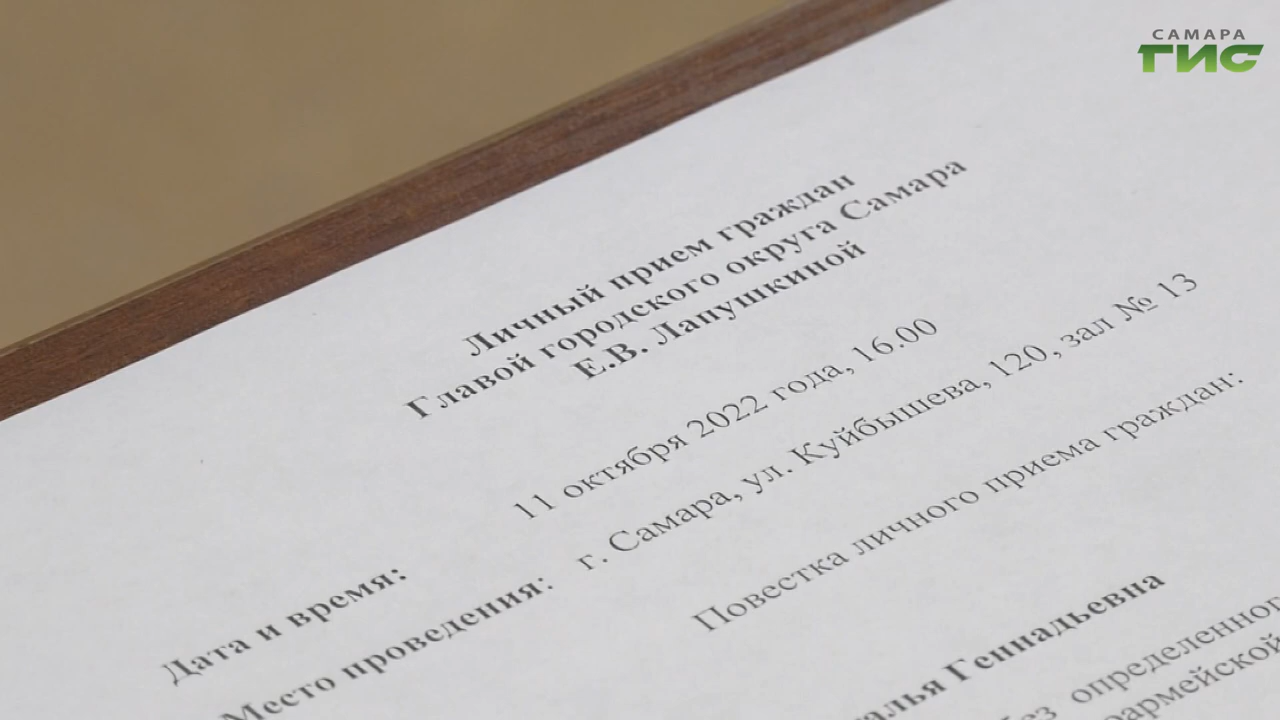 САМАРА
ГИС
Личный прием граждан
Главой городского округа Самара
Е.В. Лапушкиной
Дата и время: 11 октября 2022 года, 16.00
Место проведения: г. Самара, ул. Куйбышева, 120, зал № 13
Повестка личного приема граждан:
Геннадьевна